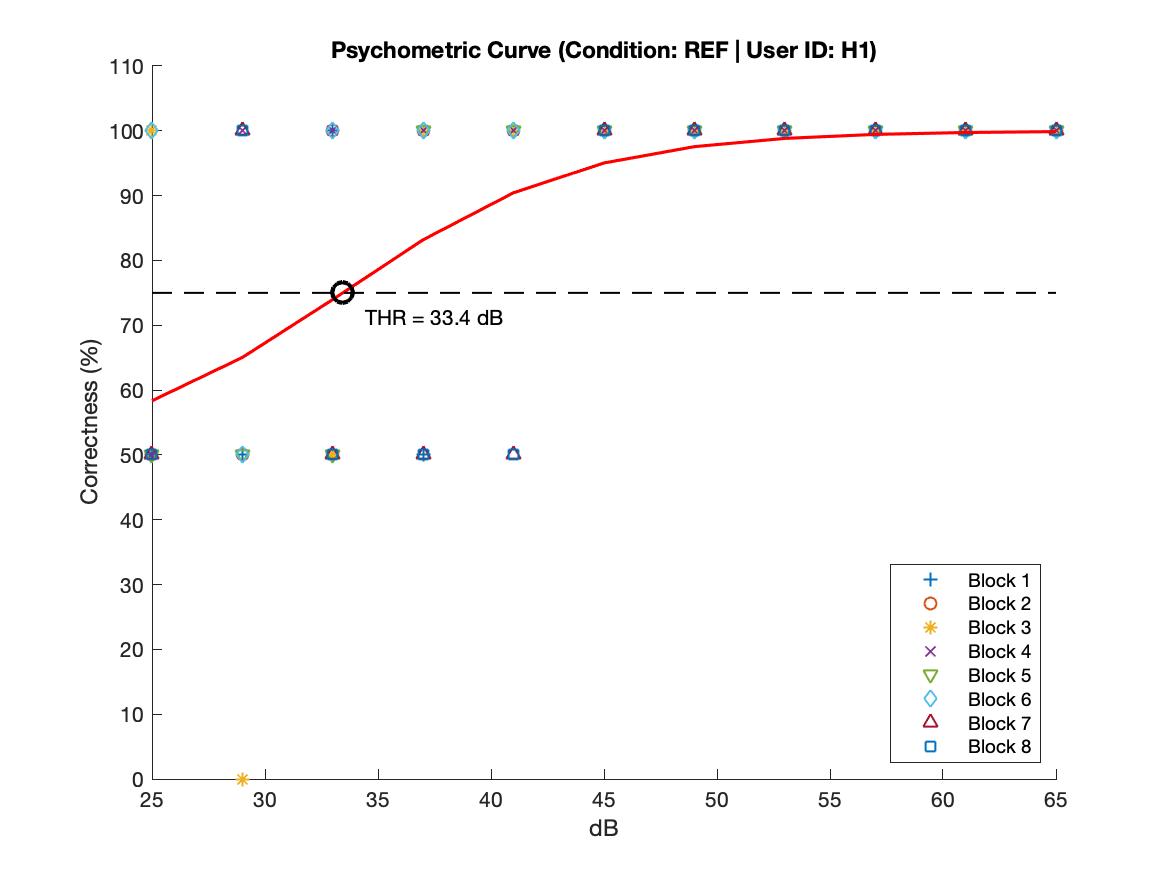 Psychometric Curve (Condition: REF | User ID: H1)
110
100
90
80
70
60
50
40
30
20
10
0
Correctness (%)
THR = 33.4 dB
Block 1
Block 2
Block 3
Block 4
Block 5
Block 6
Block 7
Block 8
25 30 35 40 45 50 55 60 65
dB